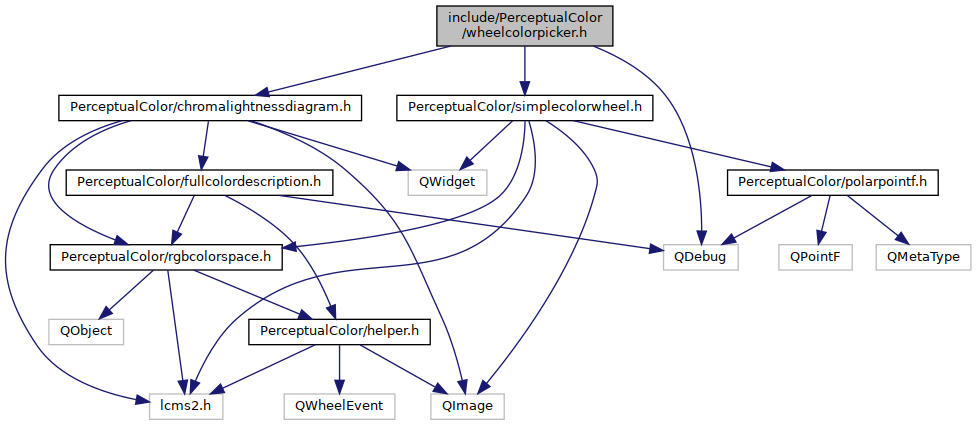 include/PerceptualColor
/wheelcolorpicker.h
PerceptualColor/chromalightnessdiagram.h
PerceptualColor/simplecolorwheel.h
PerceptualColor/fullcolordescription.h
QWidget
PerceptualColor/polarpointf.h
PerceptualColor/rgbcolorspace.h
QDebug
QPointF
QMetaType
QObject
PerceptualColor/helper.h
lcms2.h
QWheelEvent
QImage